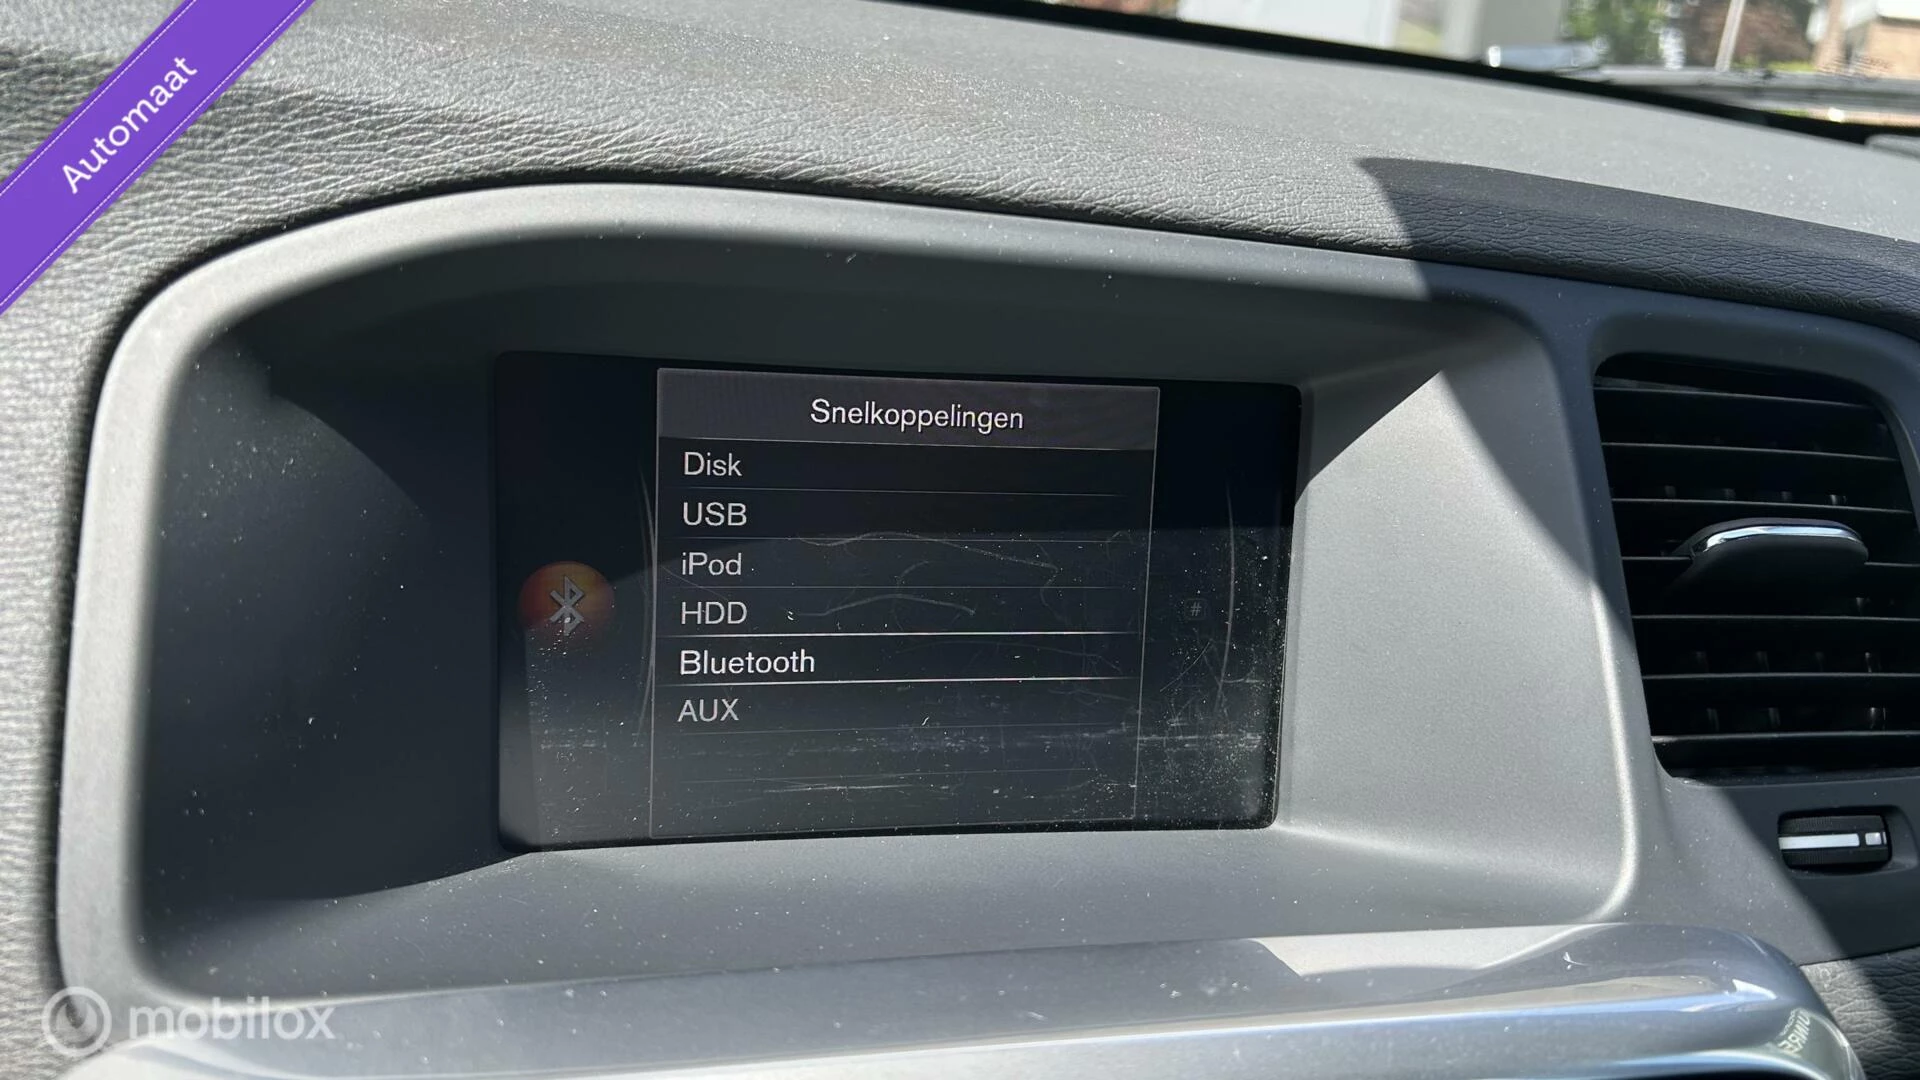 Automaat
Snelkoppelingen
Disk
USB
iPod
HDD
#
Bluetooth
AUX
mobilox